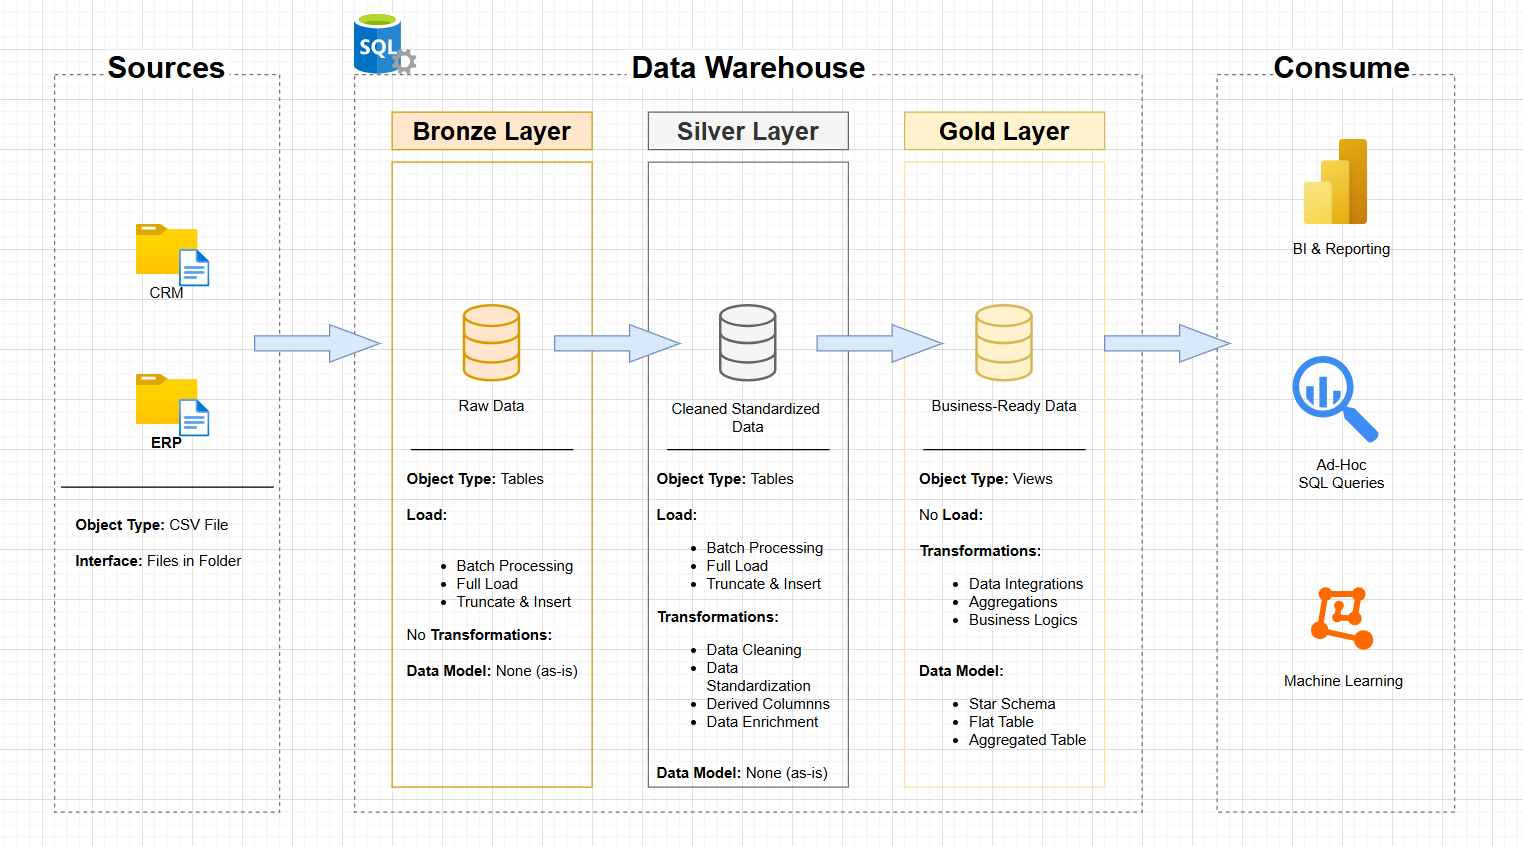 Sources
CRM
ERP
Object Type: CSV File
Interface: Files in Folder
SQL
Data Warehouse
Bronze Layer
Raw Data
Object Type: Tables
Load:
Batch Processing
Full Load
Truncate & Insert
No Transformations:
Data Model: None (as-is)
Silver Layer
Cleaned Standardized
Data
Object Type: Tables
Load:
Batch Processing
Full Load
Truncate & Insert
Transformations:
Data Cleaning
Data
Standardization
Derived Columnns
Data Enrichment
Data Model: None (as-is)
Gold Layer
Business-Ready Data
Object Type: Views
No Load:
Transformations:
Data Integrations
Aggregations
Business Logics
Data Model:
Star Schema
Flat Table
Aggregated Table
Consume
BI & Reporting
Ad-Hoc
SQL Queries
Machine Learning